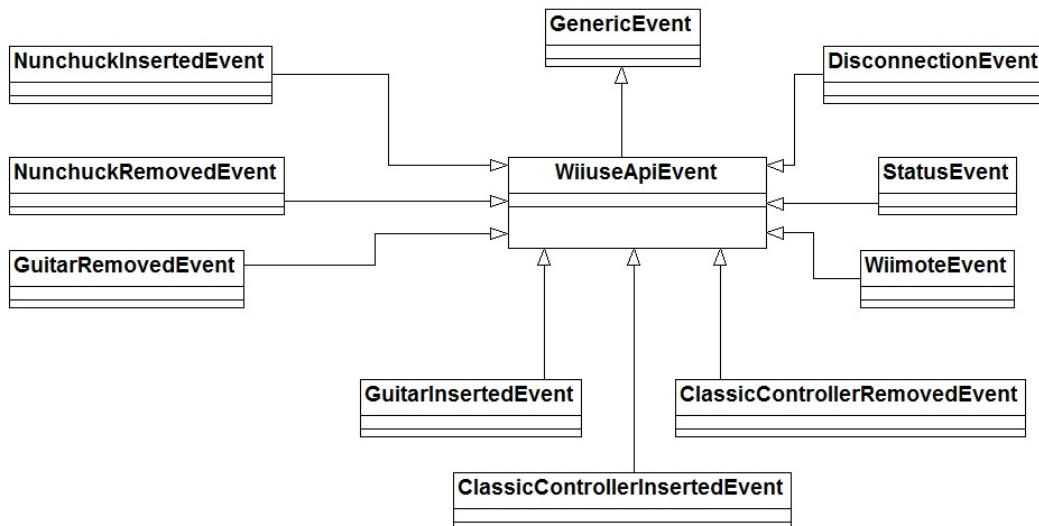 GenericEvent
NunchuckInsertedEvent
DisconnectionEvent
NunchuckRemovedEvent
WiiuseApiEvent
StatusEvent
GuitarRemovedEvent
WiimoteEvent
GuitarInsertedEvent
ClassicControllerRemovedEvent
ClassicControllerInsertedEvent